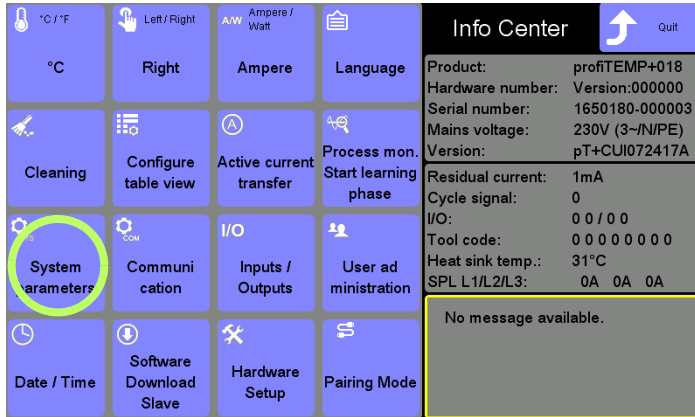 °C / °F
°C
Left / Right
Right
A/W
Ampere /
Watt
Ampere
Language
Cleaning
Configure
table view
A
Active current
transfer
Process mon.
Start learning
phase
SYS
System
parameters
COM
Communi
cation
I/O
Inputs /
Outputs
User ad
ministration
Date / Time
Software
Download
Slave
Hardware
Setup
Pairing Mode
Info Center
Quit
Product: profiTEMP+018
Hardware number: Version:000000
Serial number: 1650180-000003
Mains voltage: 230V (3~/N/PE)
Version: pT+CUI072417A
Residual current: 1mA
Cycle signal: 0
I/O: 0 0 / 0 0
Tool code: 0 0 0 0 0 0 0 0
Heat sink temp.: 31°C
SPL L1/L2/L3: 0A 0A 0A
No message available.